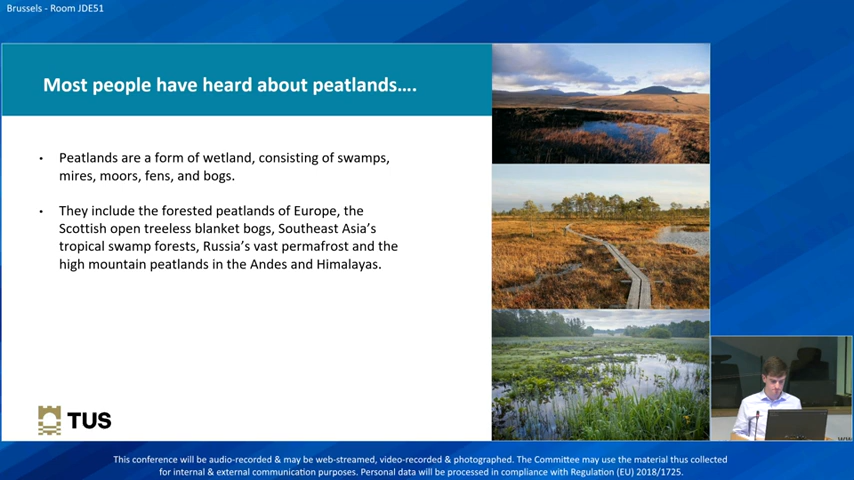 Brussels - Room JDE51
Most people have heard about peatlands....
• Peatlands are a form of wetland, consisting of swamps,
mires, moors, fens, and bogs.
• They include the forested peatlands of Europe, the
Scottish open treeless blanket bogs, Southeast Asia's
tropical swamp forests, Russia's vast permafrost and the
high mountain peatlands in the Andes and Himalayas.
TUS
This conference will be audio-recorded & may be web-streamed, video-recorded & photographed. The Committee may use the material thus collected
for internal & external communication purposes. Personal data will be processed in compliance with Regulation (EU) 2018/1725.